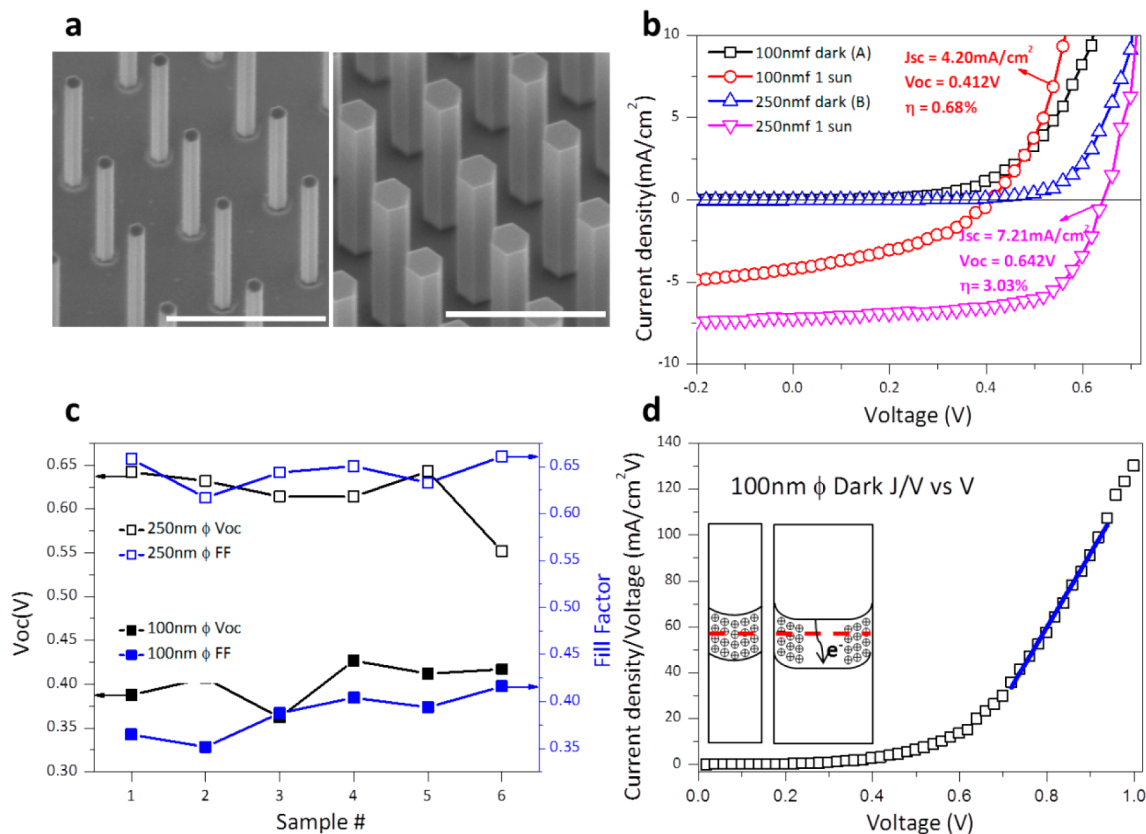 a
b
100nmf dark (A)
100nmf 1 sun
250nmf dark (B)
250nmf 1 sun
Jsc = 4.20mA/cm2
Voc = 0.412V
η = 0.68%
Jsc = 7.21mA/cm2
Voc = 0.642V
η= 3.03%
10
5
0
-5
-10
Current density(mA/cm2)
-0.2
0.0
0.2
0.4
0.6
Voltage (V)
c
0.65
0.60
0.55
0.50
0.45
0.40
0.35
0.30
Voc(V)
250nm ϕ Voc
250nm ϕ FF
100nm ϕ Voc
100nm ϕ FF
0.65
0.60
0.55
0.50
0.45
0.40
0.35
Fill Factor
1
2
3
4
5
6
Sample #
d
140
120
100
80
60
40
20
0
Current density/Voltage (mA/cm2V)
100nm ϕ Dark J/V vs V
e-
0.0
0.2
0.4
0.6
0.8
1.0
Voltage (V)